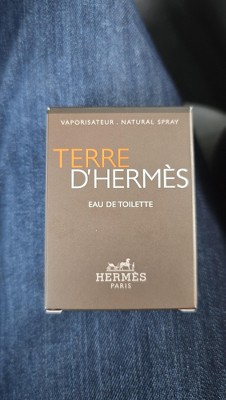 VAPORISATEUR . NATURAL SPRAY
TERRE
D'HERMÈS
EAU DE TOILETTE
HERMÈS
PARIS